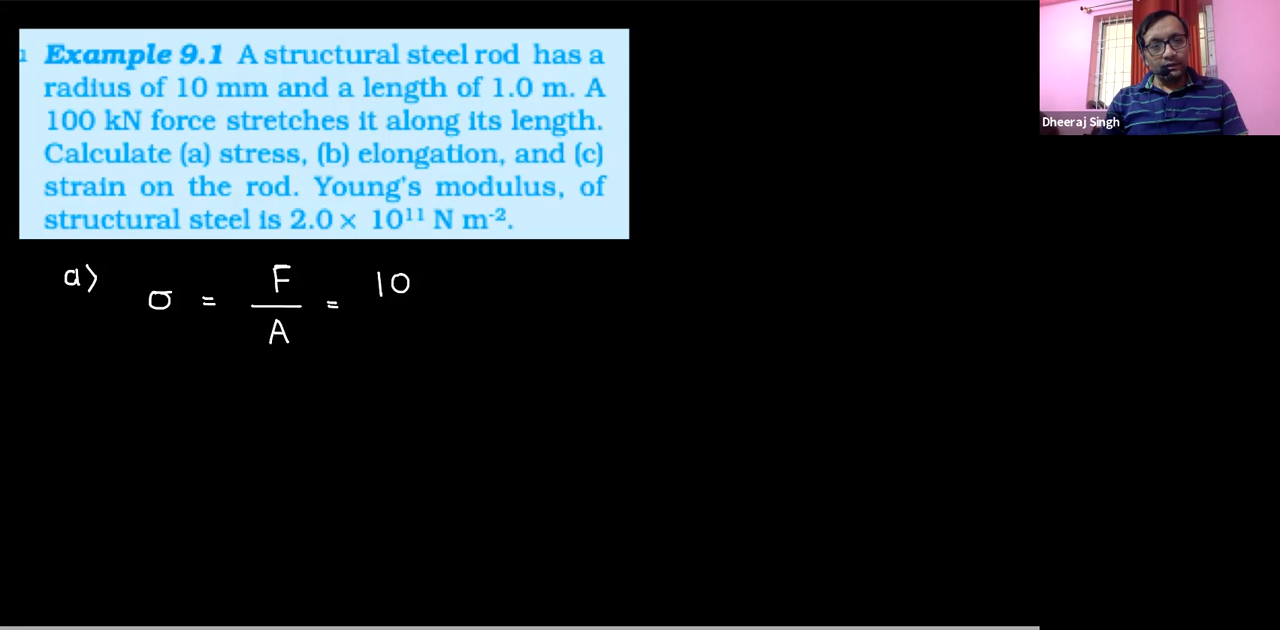 Example 9.1 A structural steel rod has a
radius of 10 mm and a length of 1.0 m. A
100 kN force stretches it along its length.
Calculate (a) stress, (b) elongation, and (c)
strain on the rod. Young's modulus, of
structural steel is 2.0 × 10¹¹ N m⁻².
a) σ = F/A = 10
Dheeraj Singh